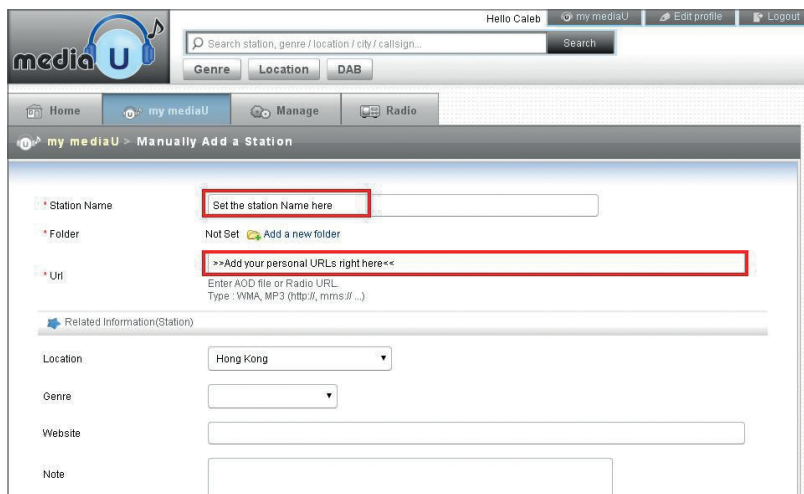 Hello Caleb my mediaU Edit profile Logout
media U
Search station, genre / location / city / callsign...
Search
Genre Location DAB
Home my mediaU Manage Radio
my mediaU > Manually Add a Station
* Station Name Set the station Name here
* Folder Not Set Add a new folder
* Url >>Add your personal URLs right here<<
Enter AOD file or Radio URL.
Type : WMA, MP3 (http://, mms:// ...)
Related Information(Station)
Location Hong Kong
Genre
Website
Note